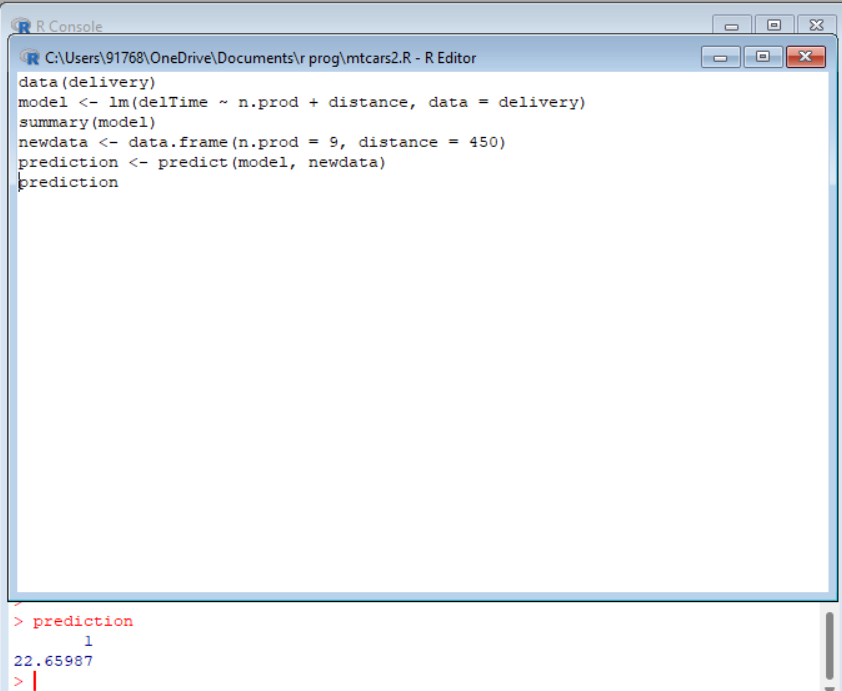 R Console
C:\Users\91768\OneDrive\Documents\r prog\mtcars2.R - R Editor
data(delivery)
model <- lm(delTime ~ n.prod + distance, data = delivery)
summary(model)
newdata <- data.frame(n.prod = 9, distance = 450)
prediction <- predict(model, newdata)
prediction
> prediction
1
22.65987
>